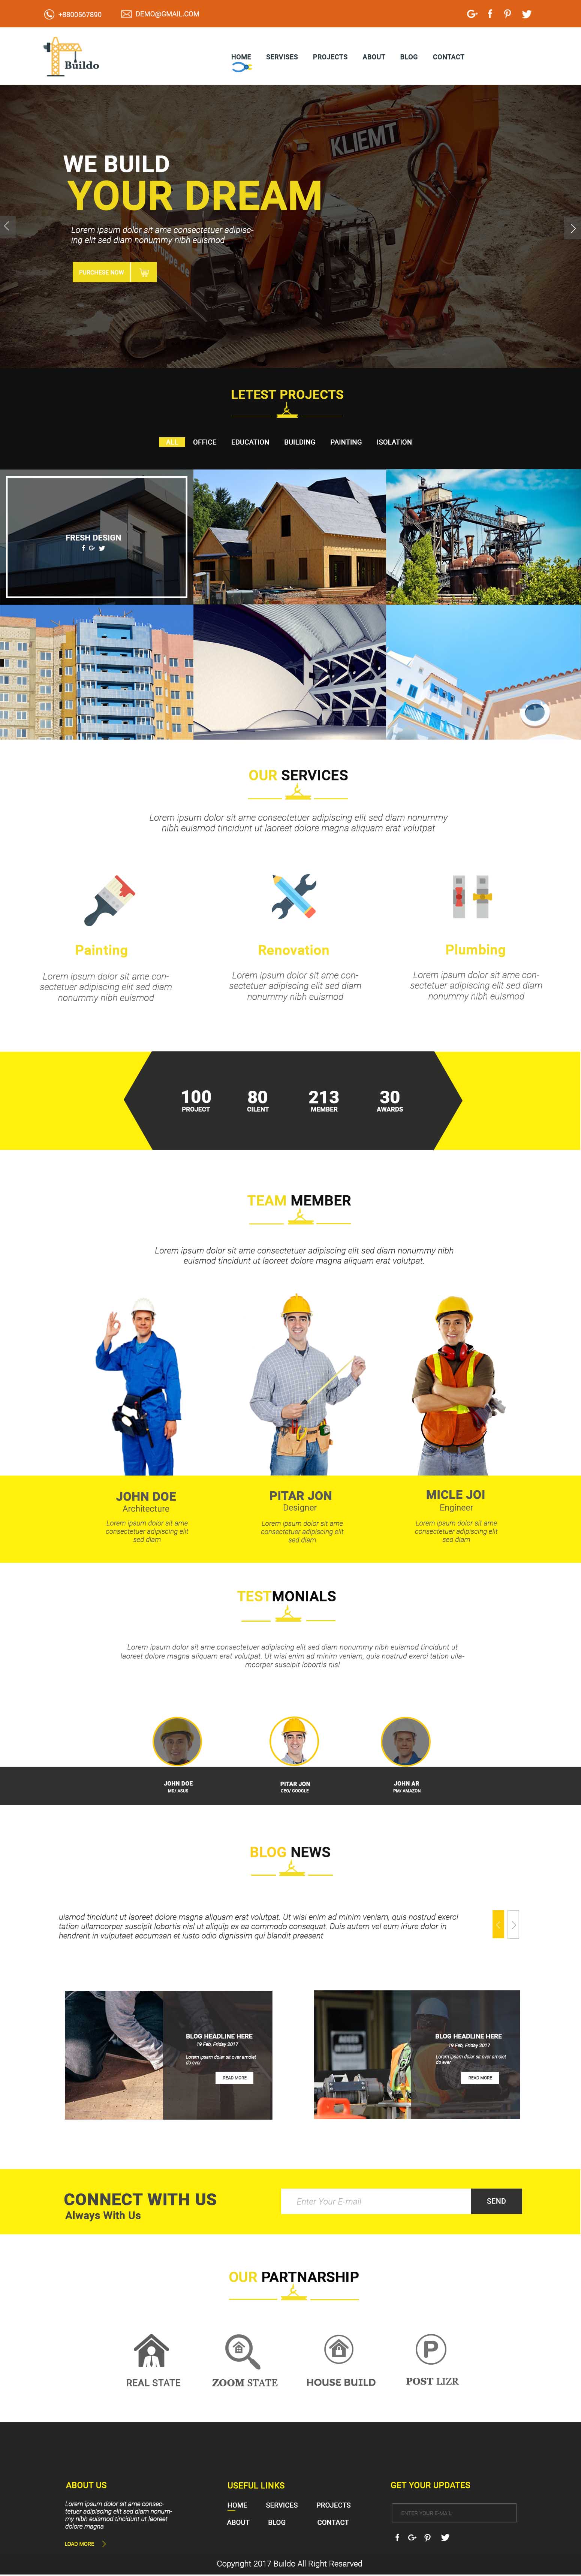 +8800567890
DEMO@GMAIL.COM
Buildo
HOME SERVISES PROJECTS ABOUT BLOG CONTACT
KLIEMT
WE BUILD
YOUR DREAM
Lorem ipsum dolor sit ame consectetuer adipisc-
ing elit sed diam nonummy nibh euismod
PURCHESE NOW
LETEST PROJECTS
ALL OFFICE EDUCATION BUILDING PAINTING ISOLATION
FRESH DESIGN
OUR SERVICES
Lorem ipsum dolor sit ame consectetuer adipiscing elit sed diam nonummy
nibh euismod tincidunt ut laoreet dolore magna aliquam erat volutpat
Painting
Lorem ipsum dolor sit ame con-
sectetuer adipiscing elit sed diam
nonummy nibh euismod
Renovation
Lorem ipsum dolor sit ame con-
sectetuer adipiscing elit sed diam
nonummy nibh euismod
Plumbing
Lorem ipsum dolor sit ame con-
sectetuer adipiscing elit sed diam
nonummy nibh euismod
100 80 213 30
PROJECT CILENT MEMBER AWARDS
TEAM MEMBER
Lorem ipsum dolor sit ame consectetuer adipiscing elit sed diam nonummy nibh
euismod tincidunt ut laoreet dolore magna aliquam erat volutpat.
JOHN DOE
Architecture
Lorem ipsum dolor sit ame
consectetuer adipiscing elit
sed diam
PITAR JON
Designer
Lorem ipsum dolor sit ame
consectetuer adipiscing elit
sed diam
MICLE JOI
Engineer
Lorem ipsum dolor sit ame
consectetuer adipiscing elit
sed diam
TESTMONIALS
Lorem ipsum dolor sit ame consectetuer adipiscing elit sed diam nonummy nibh euismod tincidunt ut
laoreet dolore magna aliquam erat volutpat. Ut wisi enim ad minim veniam, quis nostrud exerci tation ulla-
mcorper suscipit lobortis nisl
JOHN DOE
MD/ ASUS
PITAR JON
CEO/ GOOGLE
JOHN AR
PM/ AMAZON
BLOG NEWS
uismod tincidunt ut laoreet dolore magna aliquam erat volutpat. Ut wisi enim ad minim veniam, quis nostrud exerci
tation ullamcorper suscipit lobortis nisl ut aliquip ex ea commodo consequat. Duis autem vel eum iriure dolor in
hendrerit in vulputaet accumsan et iusto odio dignissim qui blandit praesent
BLOG HEADLINE HERE
19 Feb, Friday 2017
Lorem ipsum dolor sit over amolet
do ever
READ MORE
BLOG HEADLINE HERE
19 Feb, Friday 2017
Lorem ipsum dolor sit over amolet
do ever
READ MORE
CONNECT WITH US
Always With Us
Enter Your E-mail
SEND
OUR PARTNARSHIP
REAL STATE
ZOOM STATE
HOUSE BUILD
P
POST LIZR
ABOUT US
Lorem ipsum dolor sit ame consec-
tetuer adipiscing elit sed diam nonum-
my nibh euismod tincidunt ut laoreet
dolore magna
LOAD MORE
USEFUL LINKS
HOME SERVICES PROJECTS
ABOUT BLOG CONTACT
GET YOUR UPDATES
ENTER YOUR E-MAIL
Copyright 2017 Buildo All Right Resarved